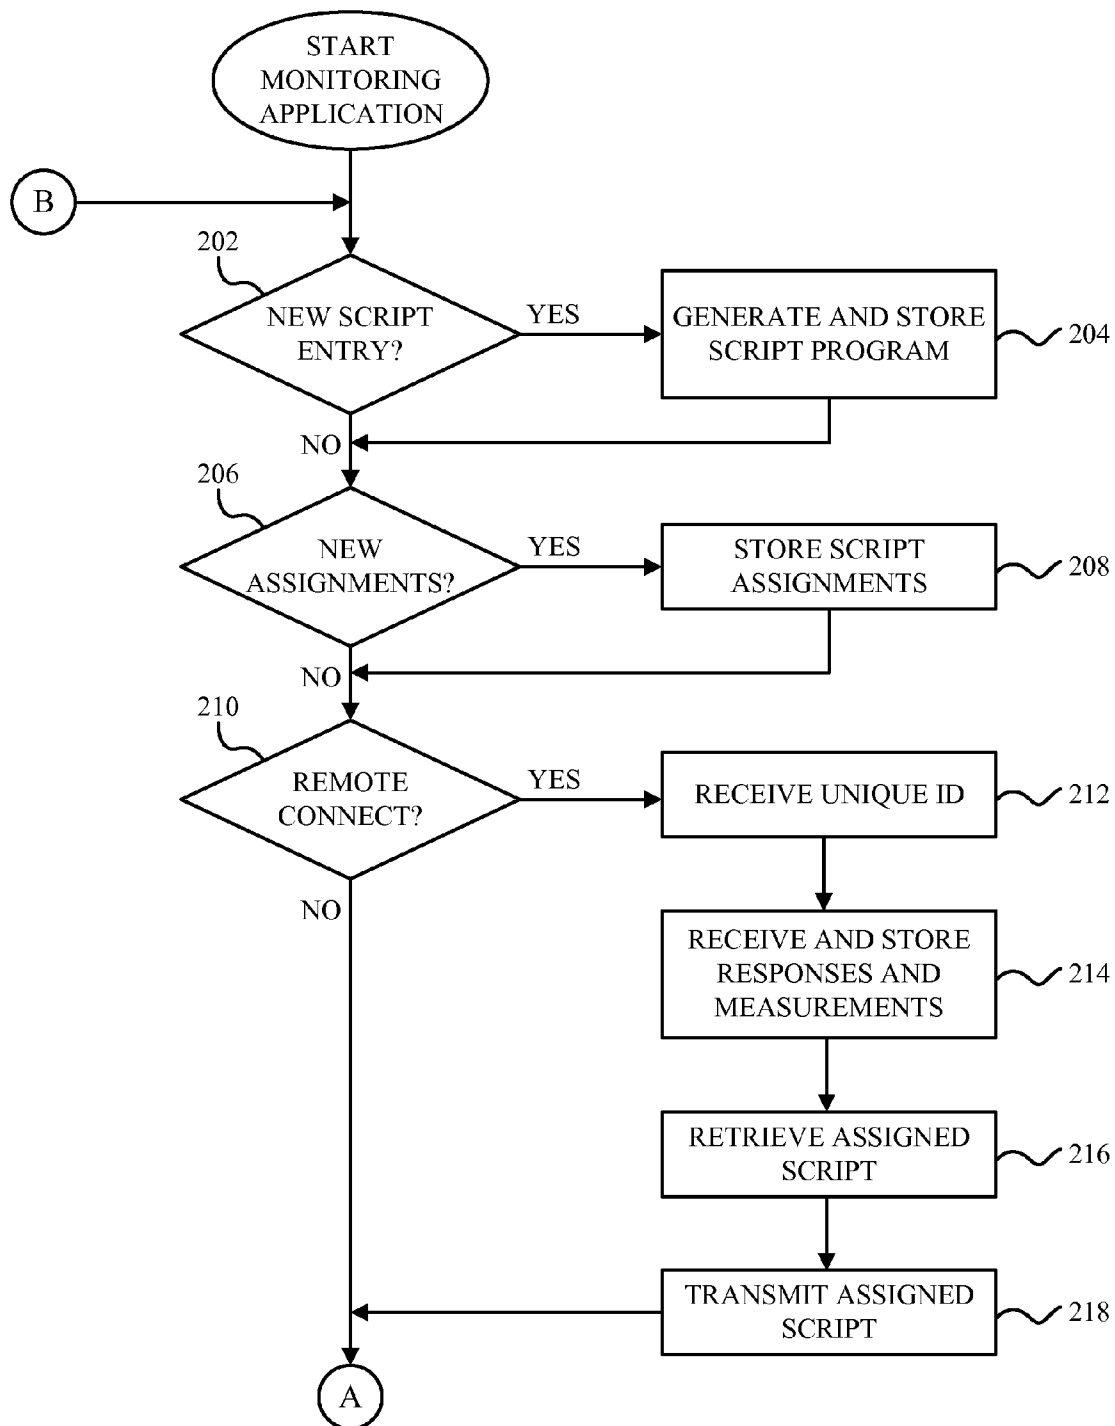 START
MONITORING
APPLICATION
B
202
NEW SCRIPT
ENTRY?
YES
GENERATE AND STORE
SCRIPT PROGRAM
204
NO
206
NEW
ASSIGNMENTS?
YES
STORE SCRIPT
ASSIGNMENTS
208
NO
210
REMOTE
CONNECT?
YES
RECEIVE UNIQUE ID
212
NO
RECEIVE AND STORE
RESPONSES AND
MEASUREMENTS
214
RETRIEVE ASSIGNED
SCRIPT
216
TRANSMIT ASSIGNED
SCRIPT
218
A